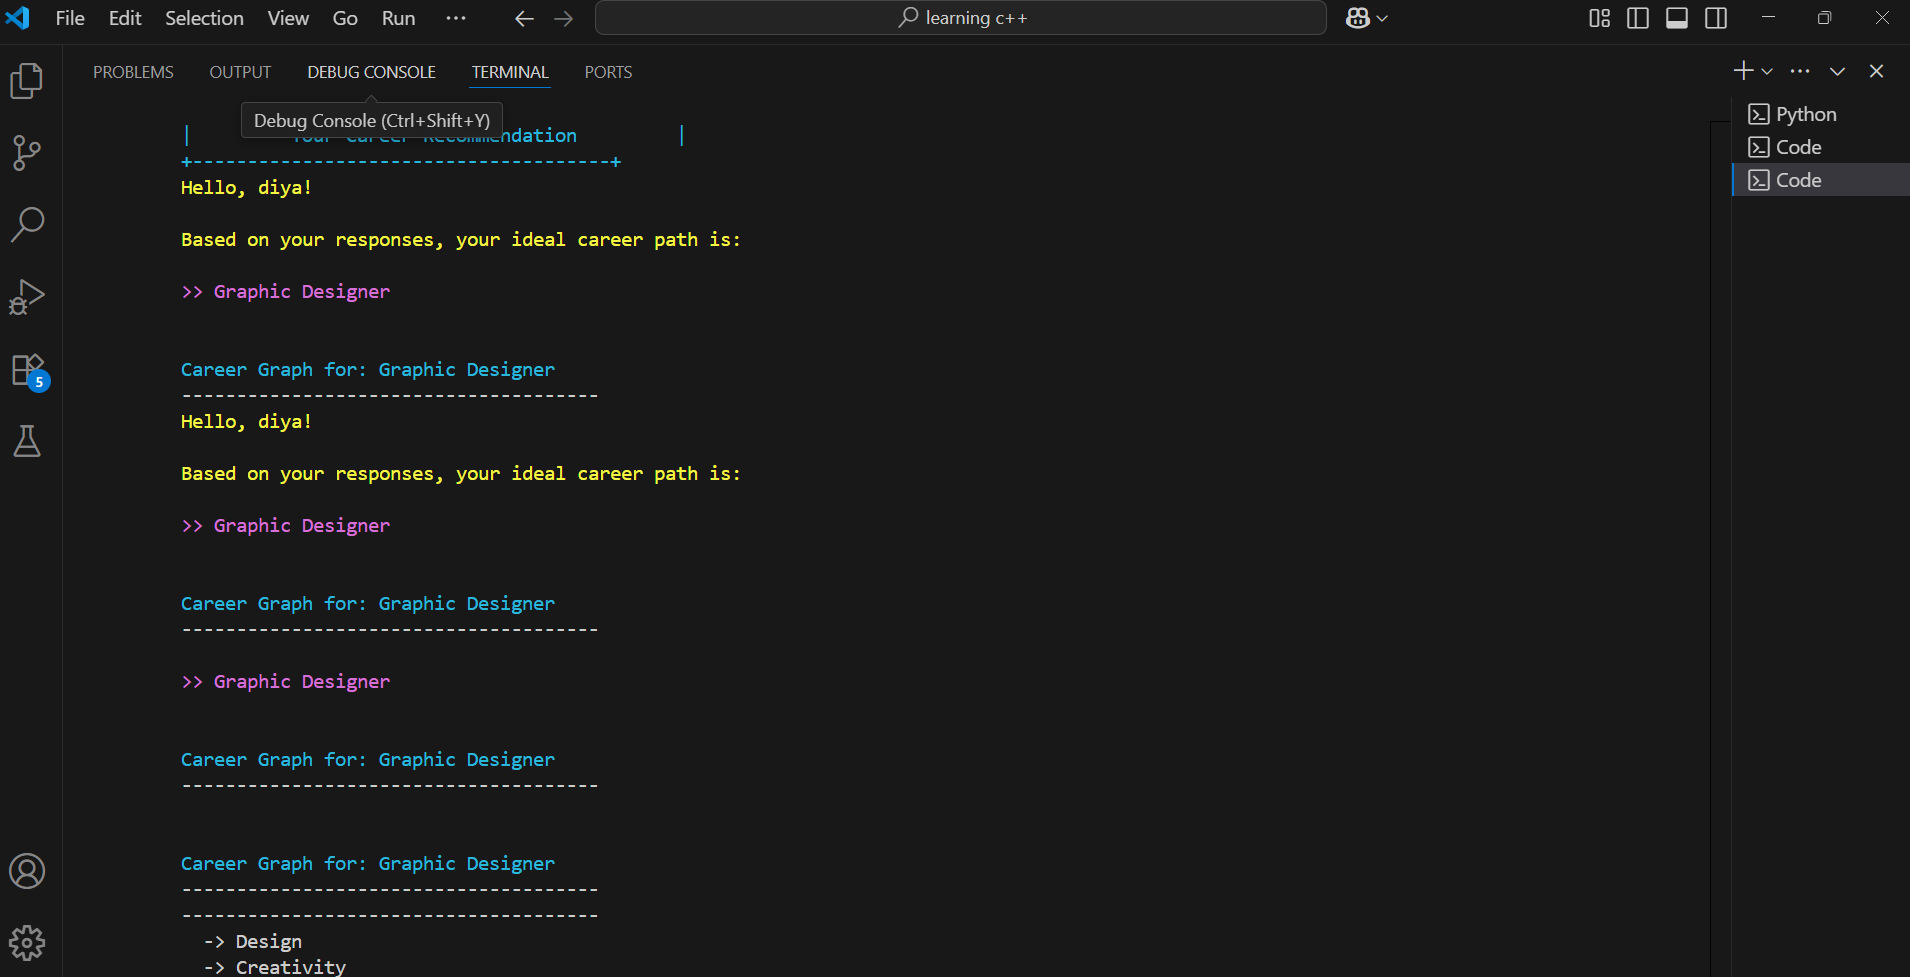 File Edit Selection View Go Run ··· learning c++
PROBLEMS OUTPUT DEBUG CONSOLE TERMINAL PORTS
Debug Console (Ctrl+Shift+Y)
| Your Career Recommendation |
+--------------------------------------+
Hello, diya!
Based on your responses, your ideal career path is:
>> Graphic Designer
Career Graph for: Graphic Designer
--------------------------------------
Hello, diya!
Based on your responses, your ideal career path is:
>> Graphic Designer
Career Graph for: Graphic Designer
--------------------------------------
>> Graphic Designer
Career Graph for: Graphic Designer
--------------------------------------
Career Graph for: Graphic Designer
--------------------------------------
--------------------------------------
-> Design
-> Creativity
Python
Code
Code
5